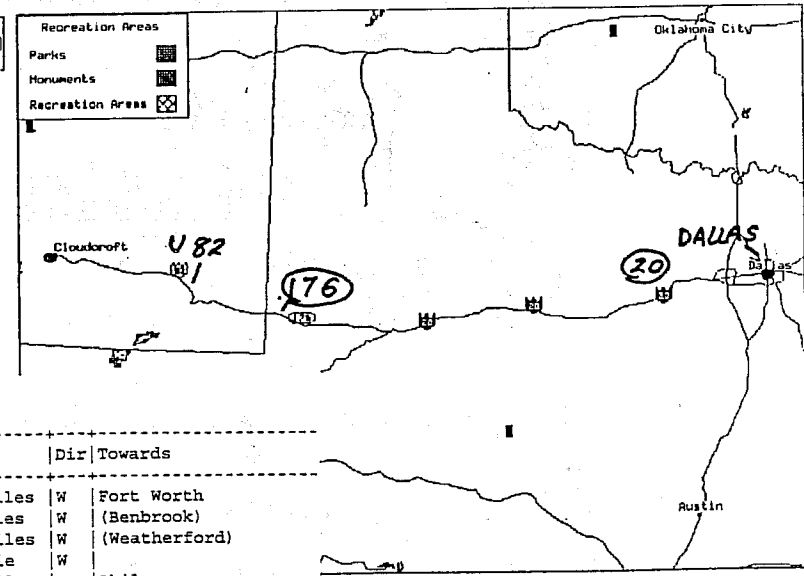 Recreation Areas
Parks
Monuments
Recreation Areas
Oklahoma City
Cloudcroft
U 82
176
20
DALLAS
Dallas
Austin
Dir Towards
W Fort Worth
W (Benbrook)
W (Weatherford)
W